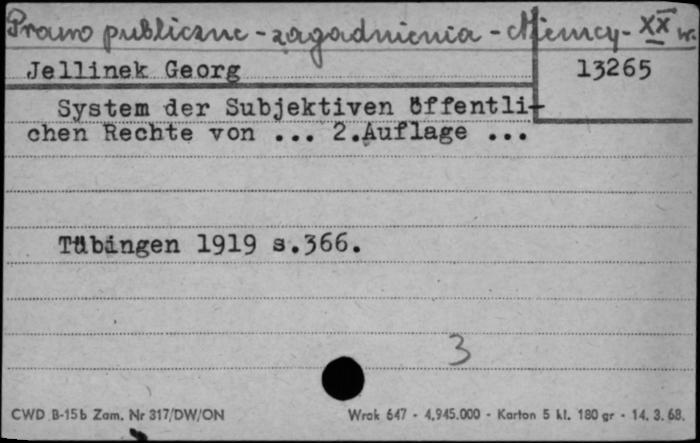 Prawo publiczne - zagadnienia - Niemcy - XX w.
Jellinek Georg
13265
System der Subjektiven öffentli-
chen Rechte von ... 2.Auflage ...
Tübingen 1919 s.366.
3
CWD B-15b Zam. Nr 317/DW/ON
Wrak 647 - 4.945.000 - Karton 5 kl. 180 gr - 14. 3. 68.